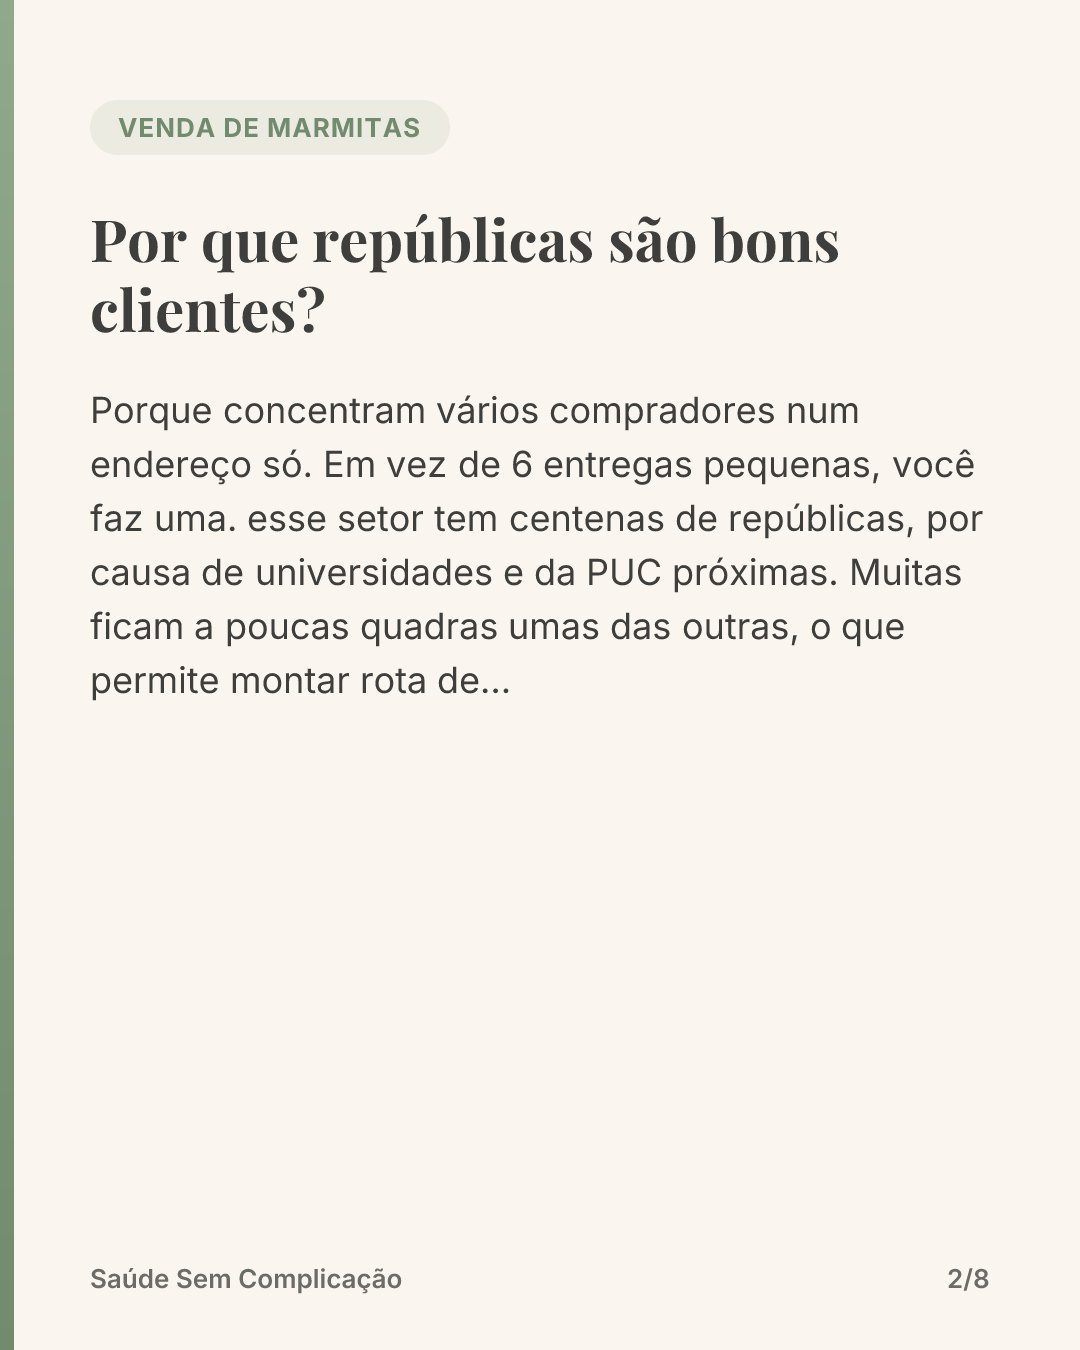 VENDA DE MARMITAS
Por que repúblicas são bons
clientes?
Porque concentram vários compradores num
endereço só. Em vez de 6 entregas pequenas, você
faz uma. esse setor tem centenas de repúblicas, por
causa de universidades e da PUC próximas. Muitas
ficam a poucas quadras umas das outras, o que
permite montar rota de...
Saúde Sem Complicação
2/8